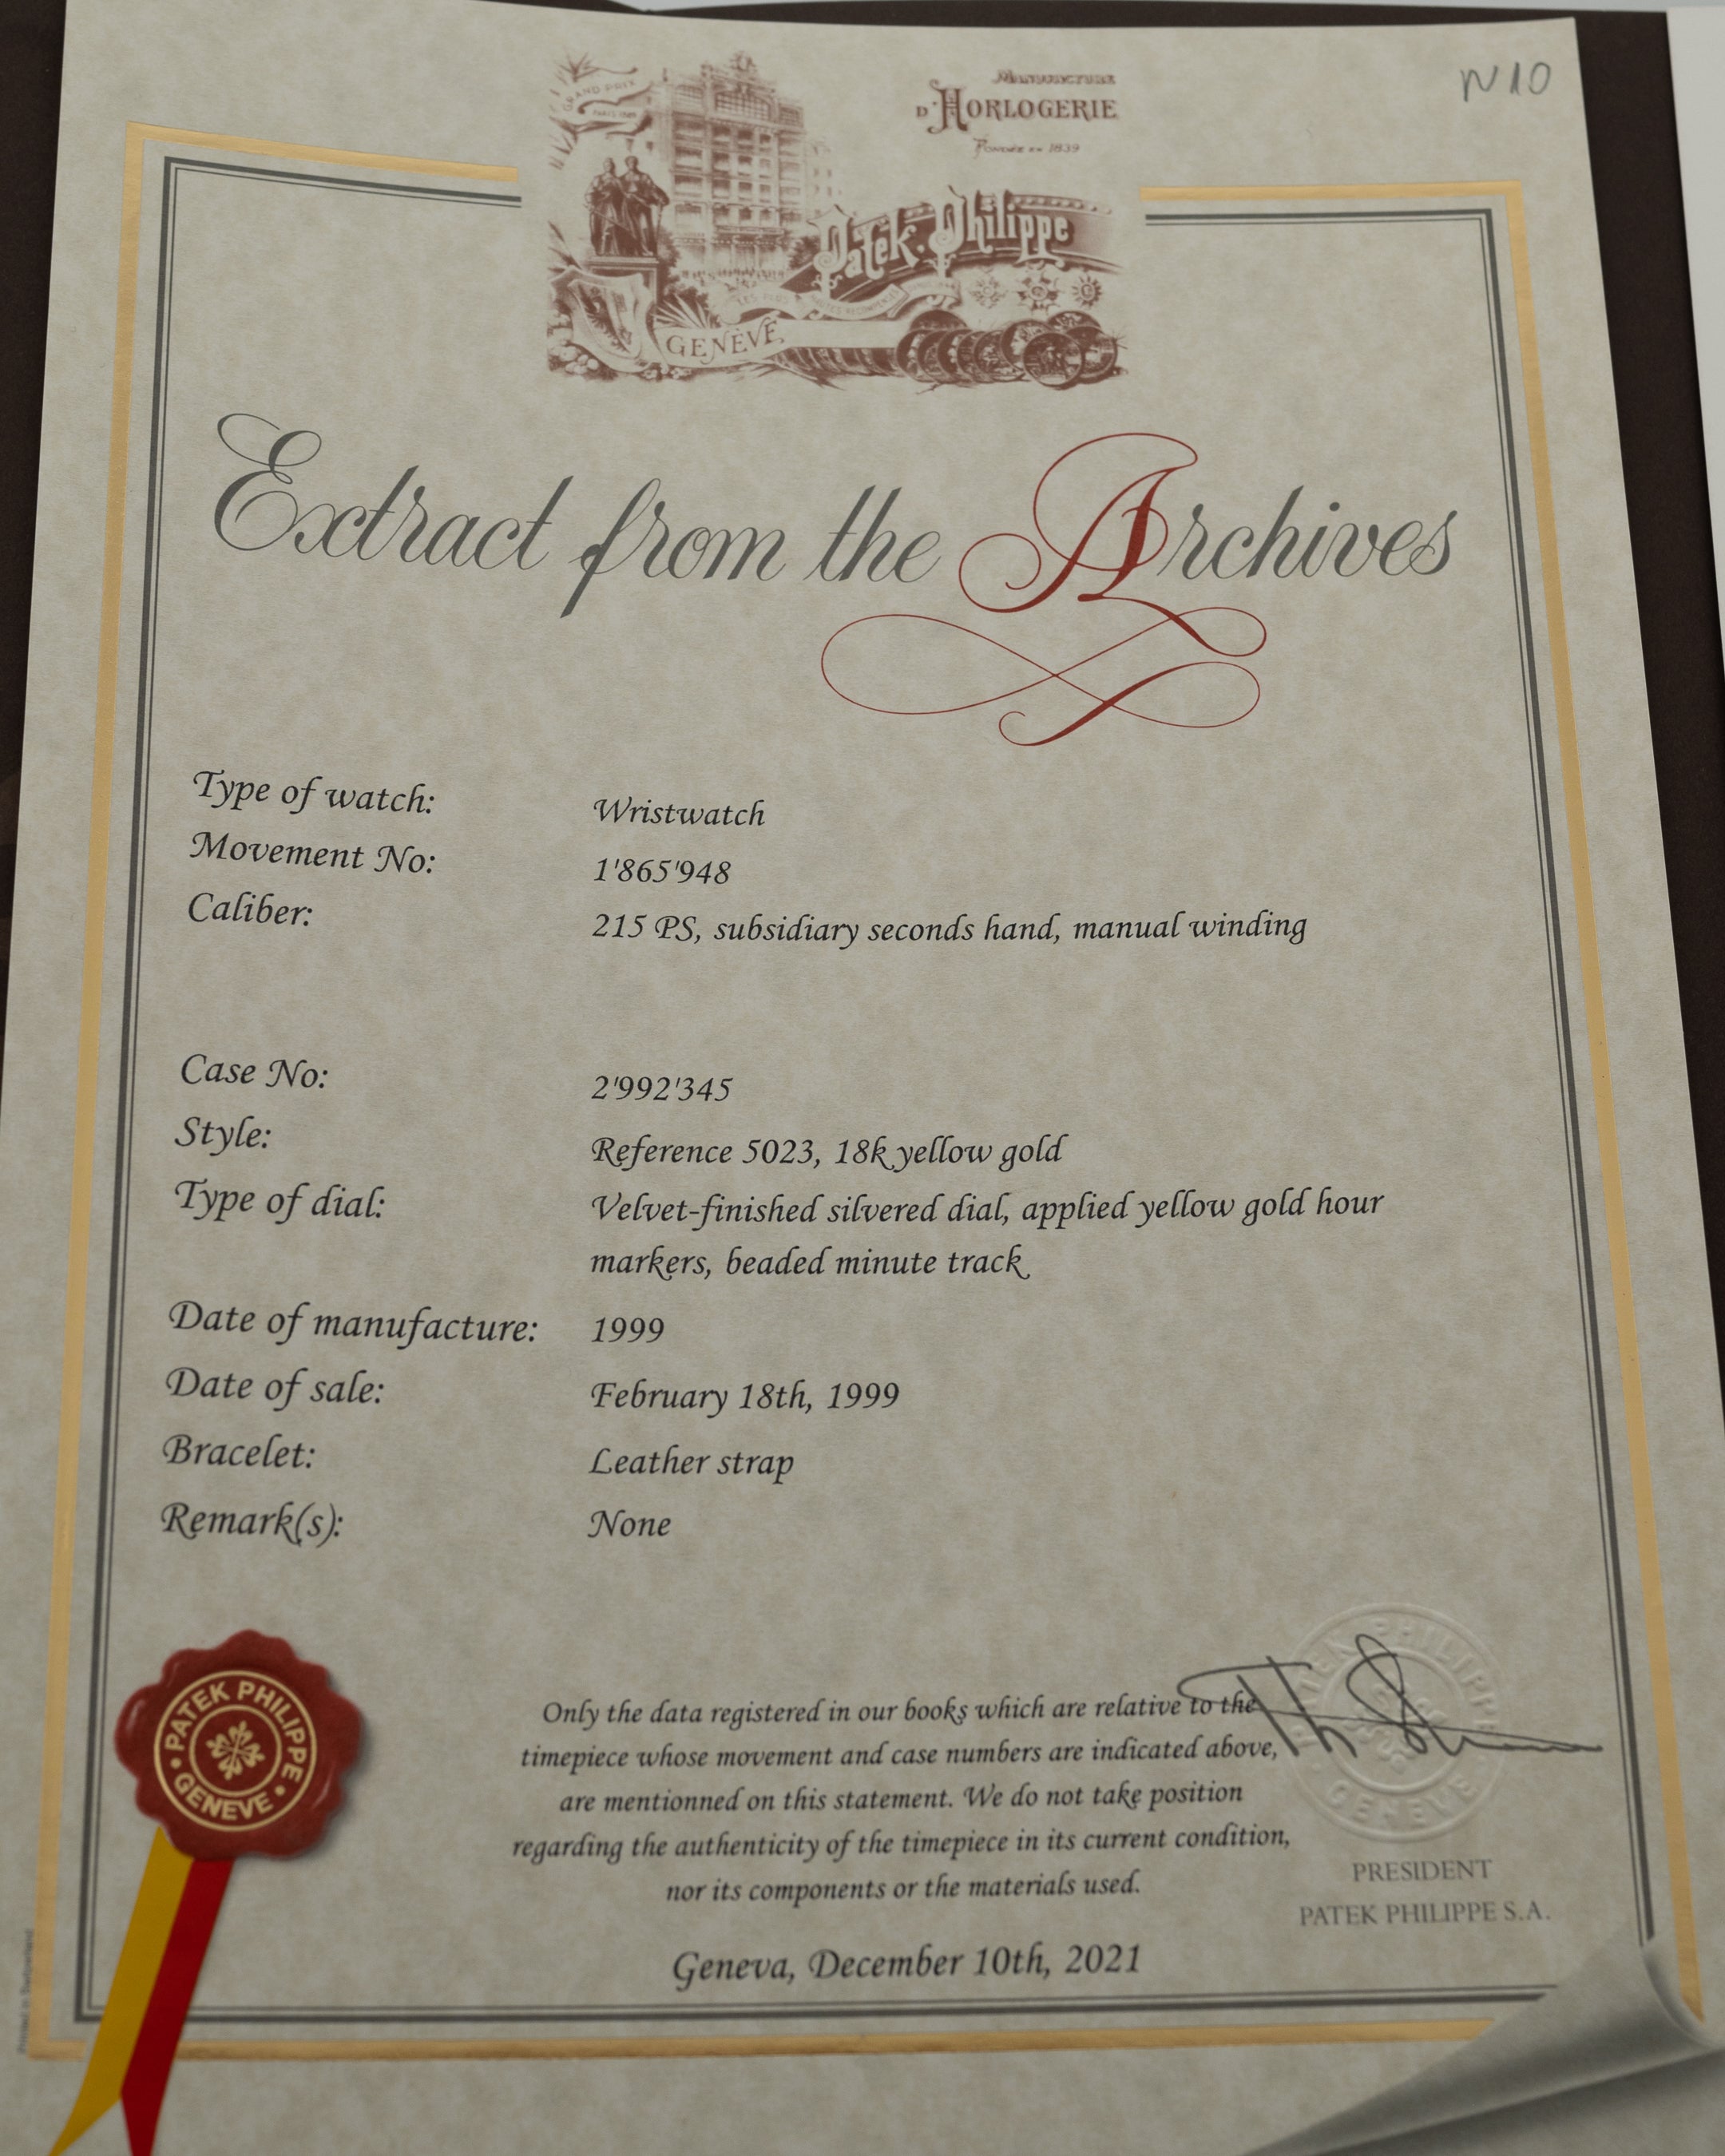 N10
GRAND PRIX
MANUFACTURE
D'HORLOGERIE
FONDÉE EN 1839
Patek Philippe
GENÈVE
Extract from the Archives
Type of watch: Wristwatch
Movement No: 1'865'948
Caliber: 215 PS, subsidiary seconds hand, manual winding
Case No: 2'992'345
Style: Reference 5023, 18k yellow gold
Type of dial: Velvet-finished silvered dial, applied yellow gold hour
markers, beaded minute track
Date of manufacture: 1999
Date of sale: February 18th, 1999
Bracelet: Leather strap
Remark(s): None
PATEK PHILIPPE
GENEVE
PATEK PHILIPPE
GENEVE
Only the data registered in our books which are relative to the
timepiece whose movement and case numbers are indicated above,
are mentionned on this statement. We do not take position
regarding the authenticity of the timepiece in its current condition,
nor its components or the materials used.
PRESIDENT
PATEK PHILIPPE S.A.
Geneva, December 10th, 2021